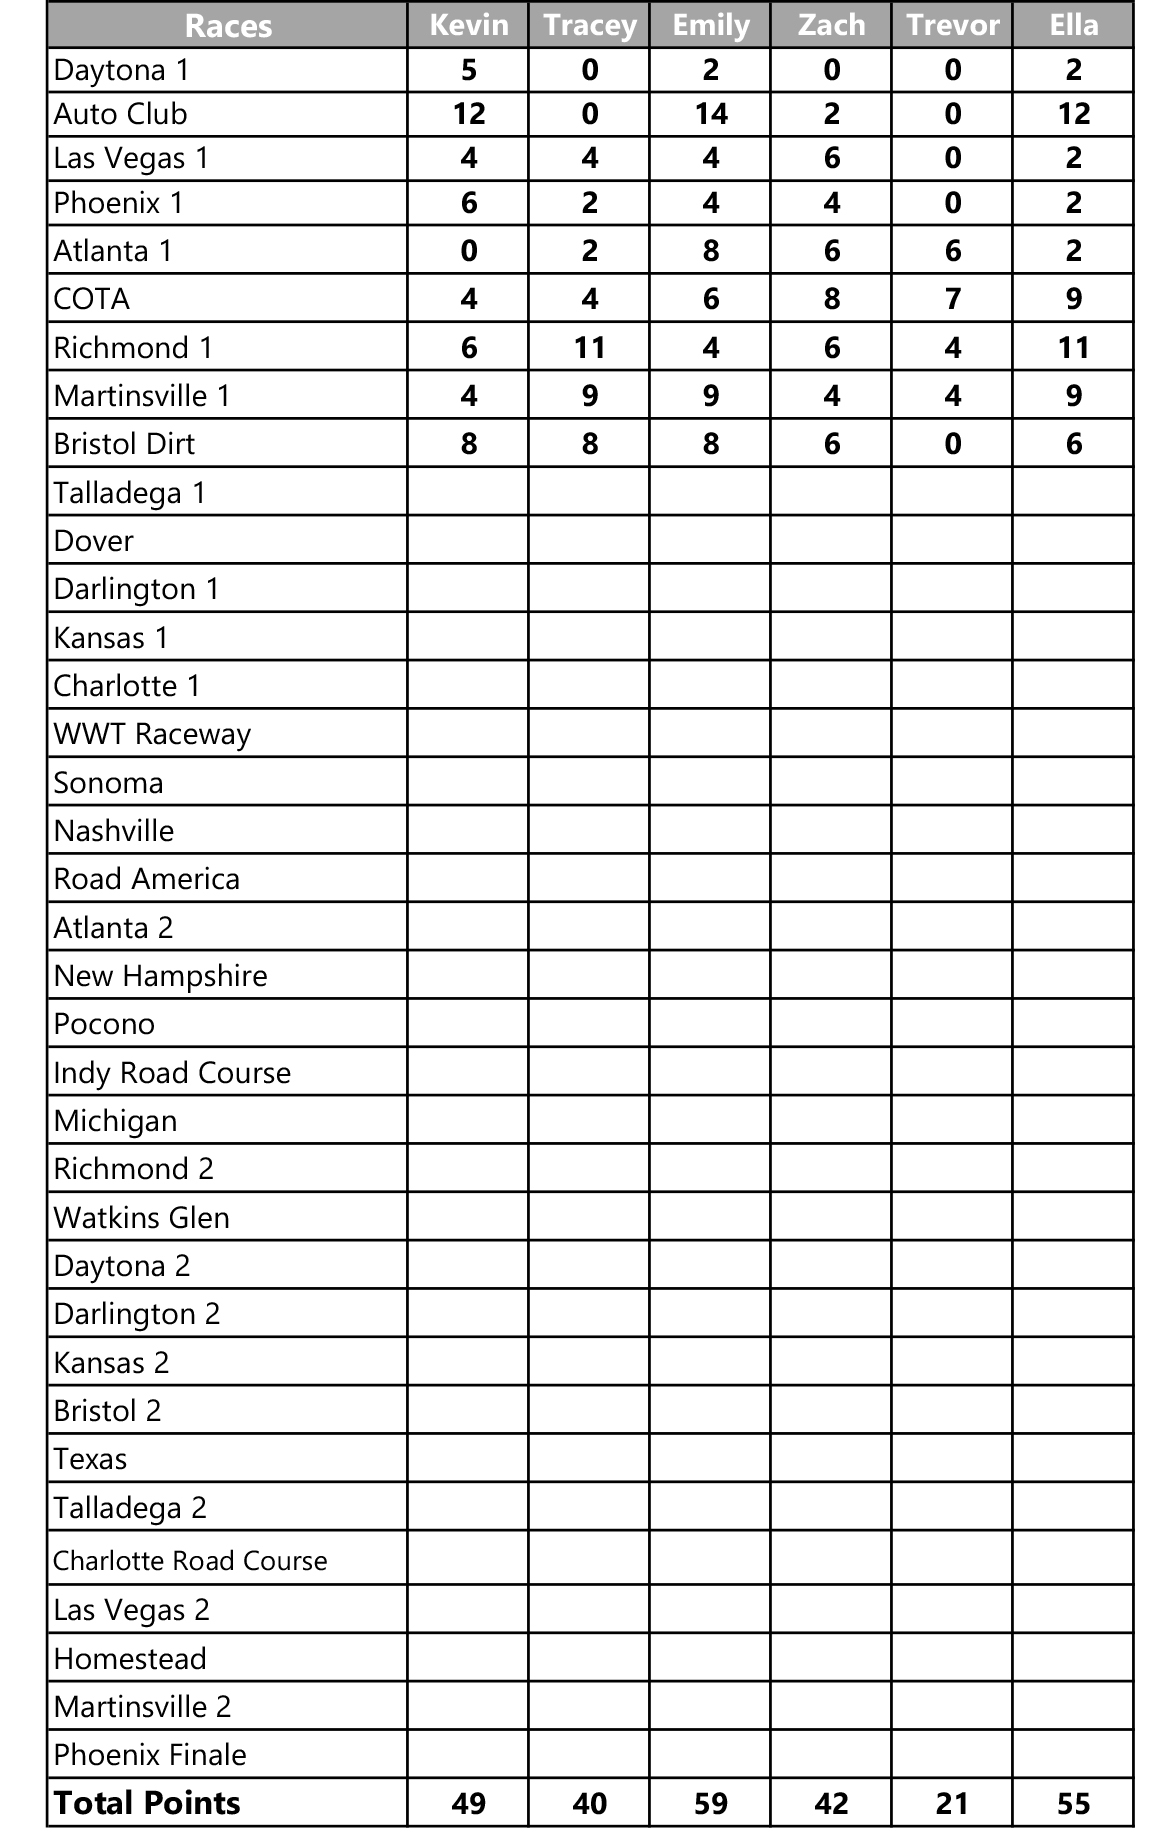 Races Kevin Tracey Emily Zach Trevor Ella
Daytona 1 5 0 2 0 0 2
Auto Club 12 0 14 2 0 12
Las Vegas 1 4 4 4 6 0 2
Phoenix 1 6 2 4 4 0 2
Atlanta 1 0 2 8 6 6 2
COTA 4 4 6 8 7 9
Richmond 1 6 11 4 6 4 11
Martinsville 1 4 9 9 4 4 9
Bristol Dirt 8 8 8 6 0 6
Talladega 1
Dover
Darlington 1
Kansas 1
Charlotte 1
WWT Raceway
Sonoma
Nashville
Road America
Atlanta 2
New Hampshire
Pocono
Indy Road Course
Michigan
Richmond 2
Watkins Glen
Daytona 2
Darlington 2
Kansas 2
Bristol 2
Texas
Talladega 2
Charlotte Road Course
Las Vegas 2
Homestead
Martinsville 2
Phoenix Finale
Total Points 49 40 59 42 21 55